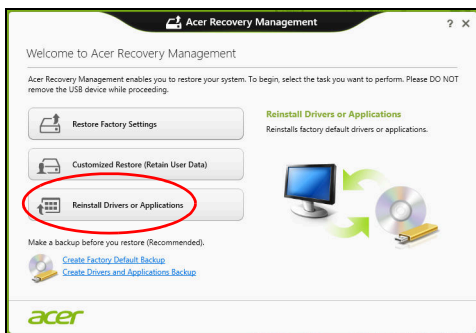 Acer Recovery Management
? X
Welcome to Acer Recovery Management
Acer Recovery Management enables you to restore your system. To begin, select the task you want to perform. Please DO NOT
remove the USB device while proceeding.
Restore Factory Settings
Customized Restore (Retain User Data)
Reinstall Drivers or Applications
Reinstall Drivers or Applications
Reinstalls factory default drivers or applications.
Make a backup before you restore (Recommended).
Create Factory Default Backup
Create Drivers and Applications Backup
acer